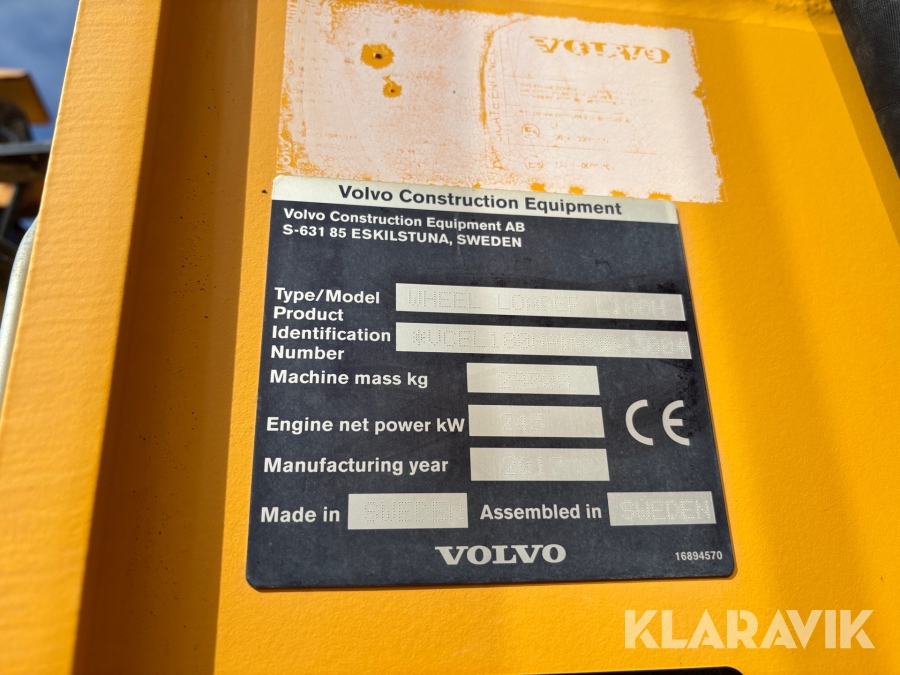 VOLVO
Volvo Construction Equipment
Volvo Construction Equipment AB
S-631 85 ESKILSTUNA, SWEDEN
Type/Model WHEEL
Product
Identification
Number
Machine mass kg
Engine net power kW
Manufacturing year 2017
Made in SWEDEN Assembled in SWEDEN
VOLVO
16894570
CE
KLARAVIK